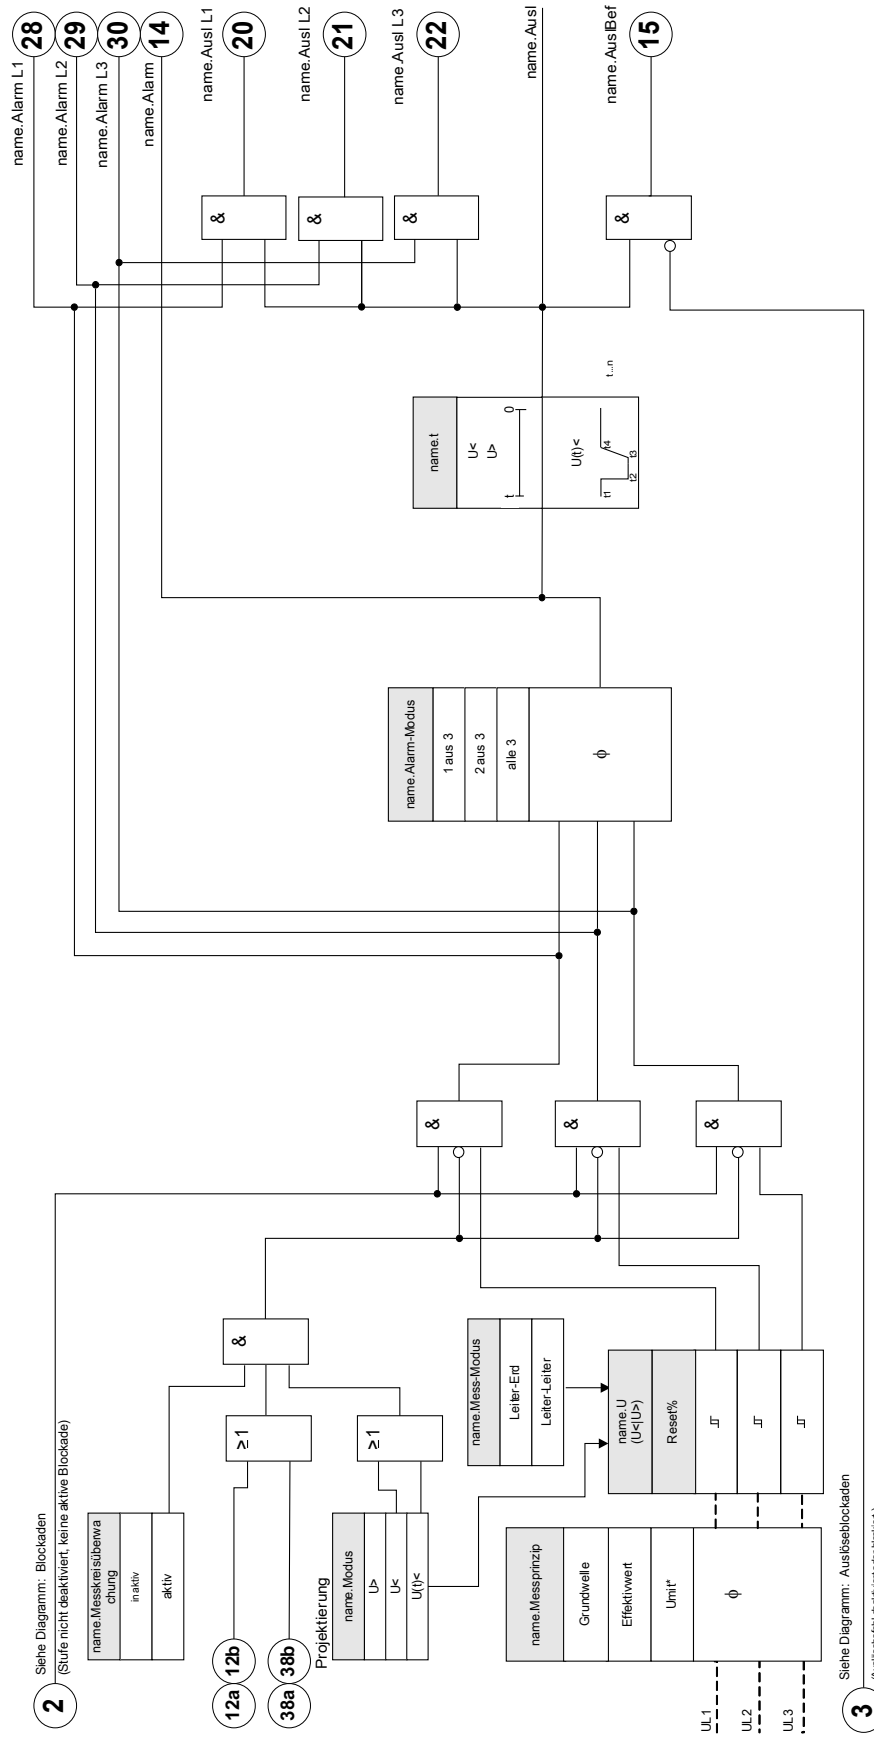 2
Siehe Diagramm: Blockaden
(Stufe nicht deaktiviert, keine aktive Blockade)
name.Messkreisüberwa
chung
inaktiv
aktiv
12a
12b
38a
38b
≥1
&
Projektierung
name.Modus
U>
U<
U(t)<
≥1
name.Mess-Modus
Leiter-Erd
Leiter-Leiter
name.Messprinzip
Grundwelle
Effektivwert
Umit*
ϕ
UL1
UL2
UL3
name.U
(U<|U>)
Reset%
&
&
&
name.Alarm-Modus
1 aus 3
2 aus 3
alle 3
ϕ
name.t
U<
U>
t
0
U(t)<
t1
t2
t3
t4
t...n
&
&
&
&
name.Alarm L1
28
name.Alarm L2
29
name.Alarm L3
30
name.Alarm
14
name.Ausl L1
20
name.Ausl L2
21
name.Ausl L3
22
name.Ausl
name.AuslBef
15
3
Siehe Diagramm: Auslöseblockaden